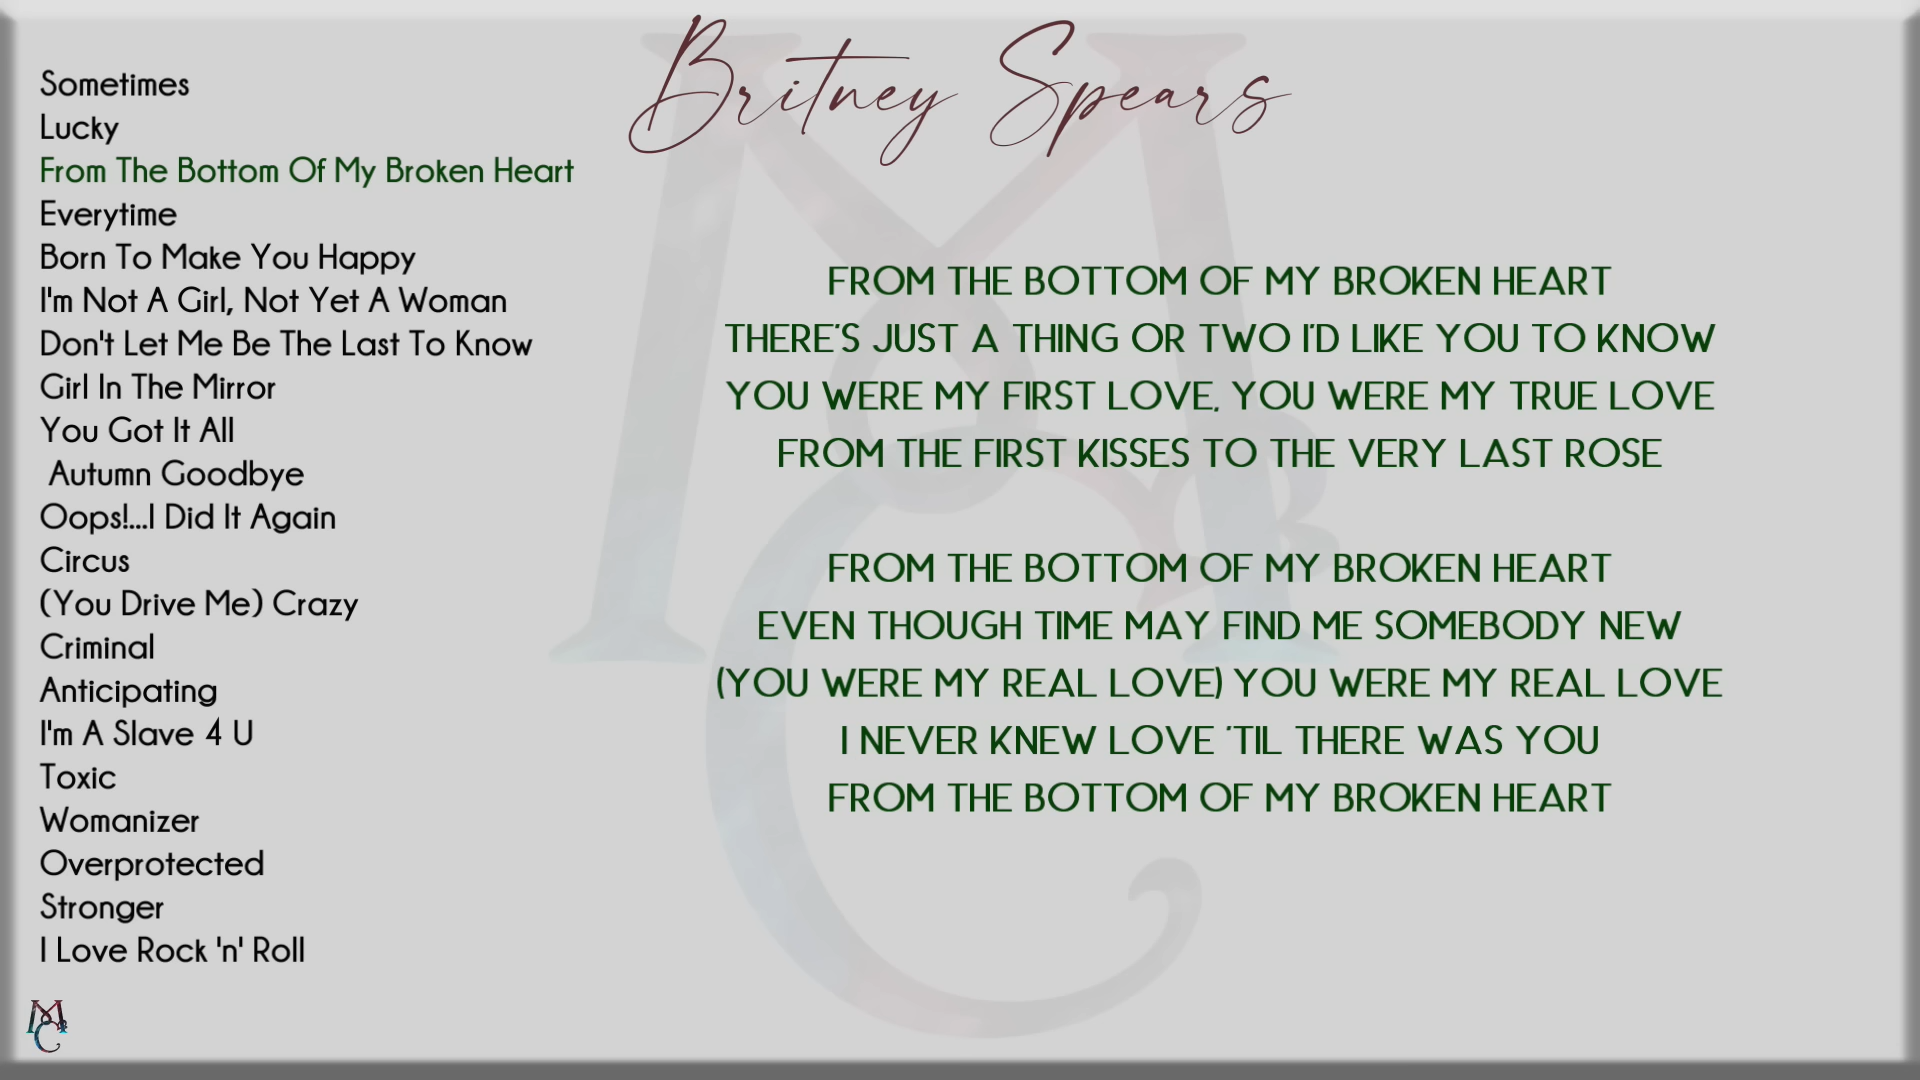 Britney Spears
Sometimes
Lucky
From The Bottom Of My Broken Heart
Everytime
Born To Make You Happy
I'm Not A Girl, Not Yet A Woman
Don't Let Me Be The Last To Know
Girl In The Mirror
You Got It All
Autumn Goodbye
Oops!...I Did It Again
Circus
(You Drive Me) Crazy
Criminal
Anticipating
I'm A Slave 4 U
Toxic
Womanizer
Overprotected
Stronger
I Love Rock 'n' Roll
FROM THE BOTTOM OF MY BROKEN HEART
THERE'S JUST A THING OR TWO I'D LIKE YOU TO KNOW
YOU WERE MY FIRST LOVE, YOU WERE MY TRUE LOVE
FROM THE FIRST KISSES TO THE VERY LAST ROSE
FROM THE BOTTOM OF MY BROKEN HEART
EVEN THOUGH TIME MAY FIND ME SOMEBODY NEW
(YOU WERE MY REAL LOVE) YOU WERE MY REAL LOVE
I NEVER KNEW LOVE 'TIL THERE WAS YOU
FROM THE BOTTOM OF MY BROKEN HEART